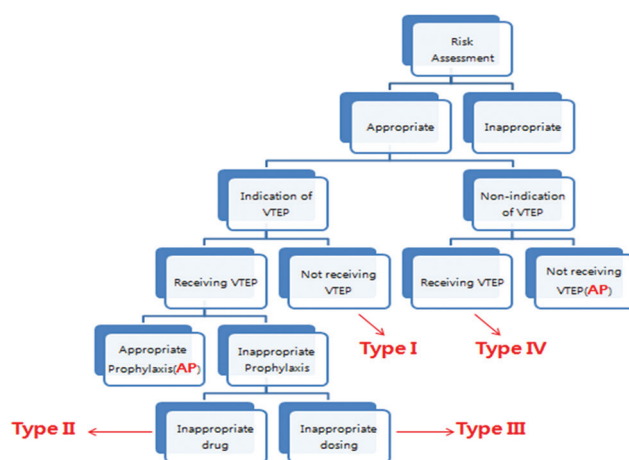 Risk
Assessment
Appropriate
Inappropriate
Indication of
VTEP
Non-indication
of VTEP
Receiving VTEP
Not receiving
VTEP
Receiving VTEP
Not receiving
VTEP(AP)
Type I
Type IV
Appropriate
Prophylaxis(AP)
Inappropriate
Prophylaxis
Type II
Inappropriate
drug
Inappropriate
dosing
Type III